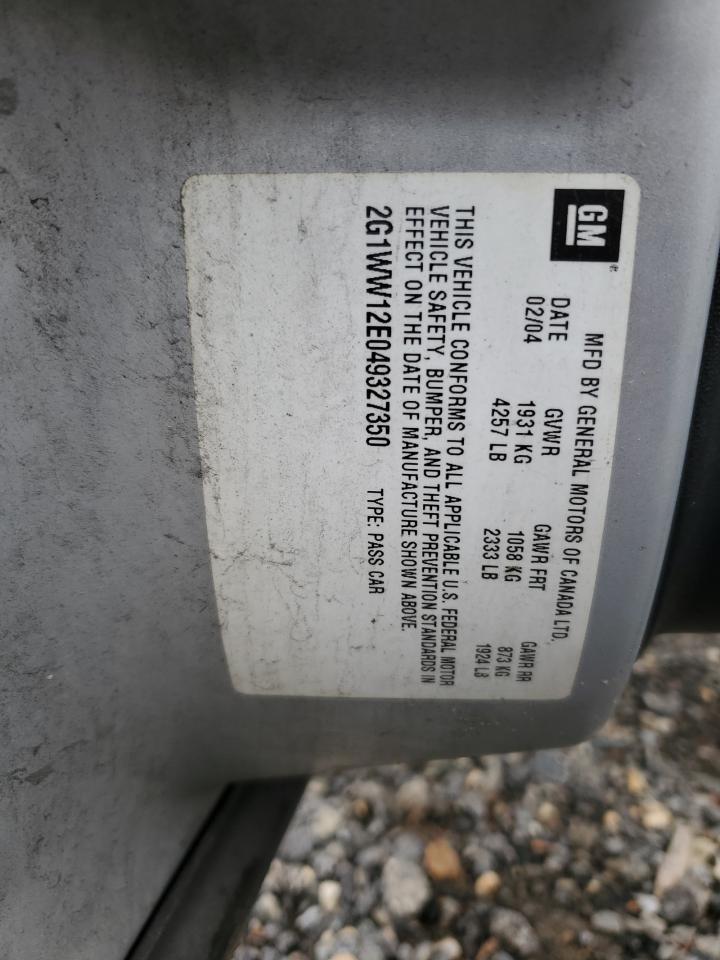 GM
MFD BY GENERAL MOTORS OF CANADA LTD.
DATE GVWR GAWR FRT GAWR RR
02/04 1931 KG 1058 KG 873 KG
4257 LB 2333 LB 1924 LB
THIS VEHICLE CONFORMS TO ALL APPLICABLE U.S. FEDERAL MOTOR
VEHICLE SAFETY, BUMPER, AND THEFT PREVENTION STANDARDS IN
EFFECT ON THE DATE OF MANUFACTURE SHOWN ABOVE.
2G1WW12E049327350 TYPE: PASS CAR